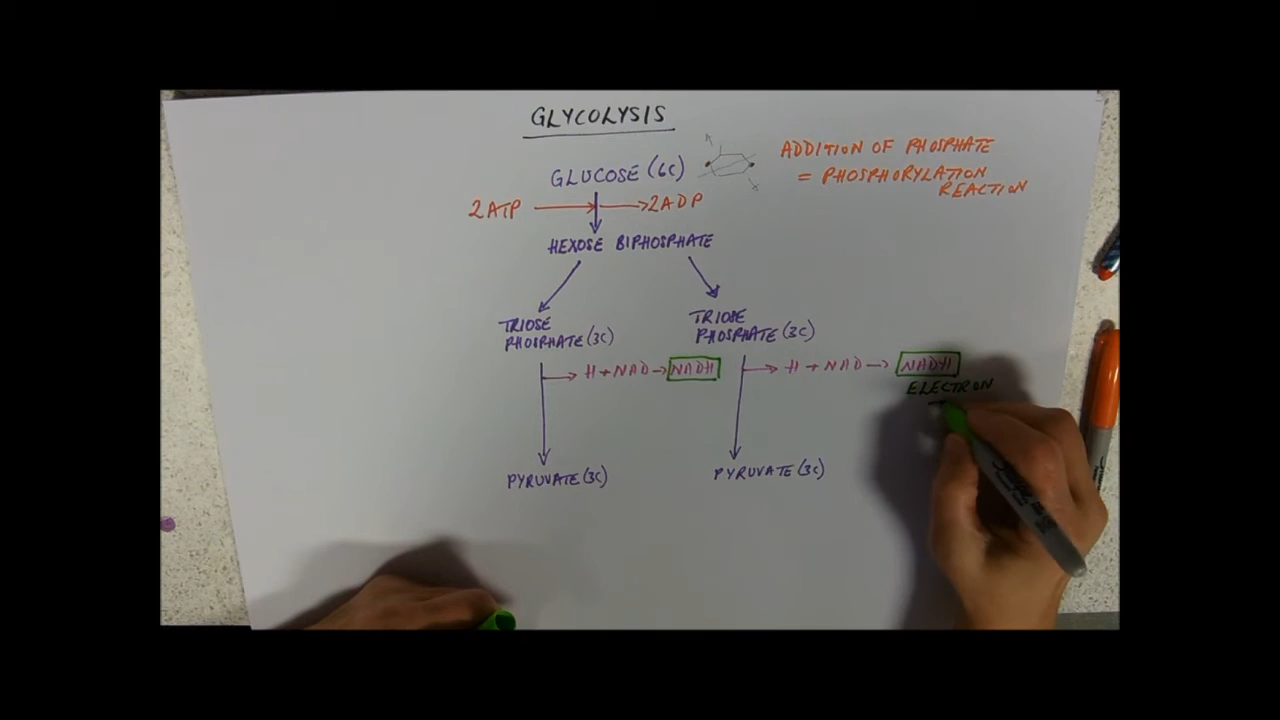 GLYCOLYSIS
GLUCOSE (6C)
ADDITION OF PHOSPHATE
= PHOSPHORYLATION
REACTION
2ATP
2ADP
HEXOSE BIPHOSPHATE
TRIOSE
PHOSPHATE (3C)
TRIOSE
PHOSPHATE (3C)
H + NAD → NADH
H + NAD → NADH
ELECTRON
PYRUVATE (3C)
PYRUVATE (3C)